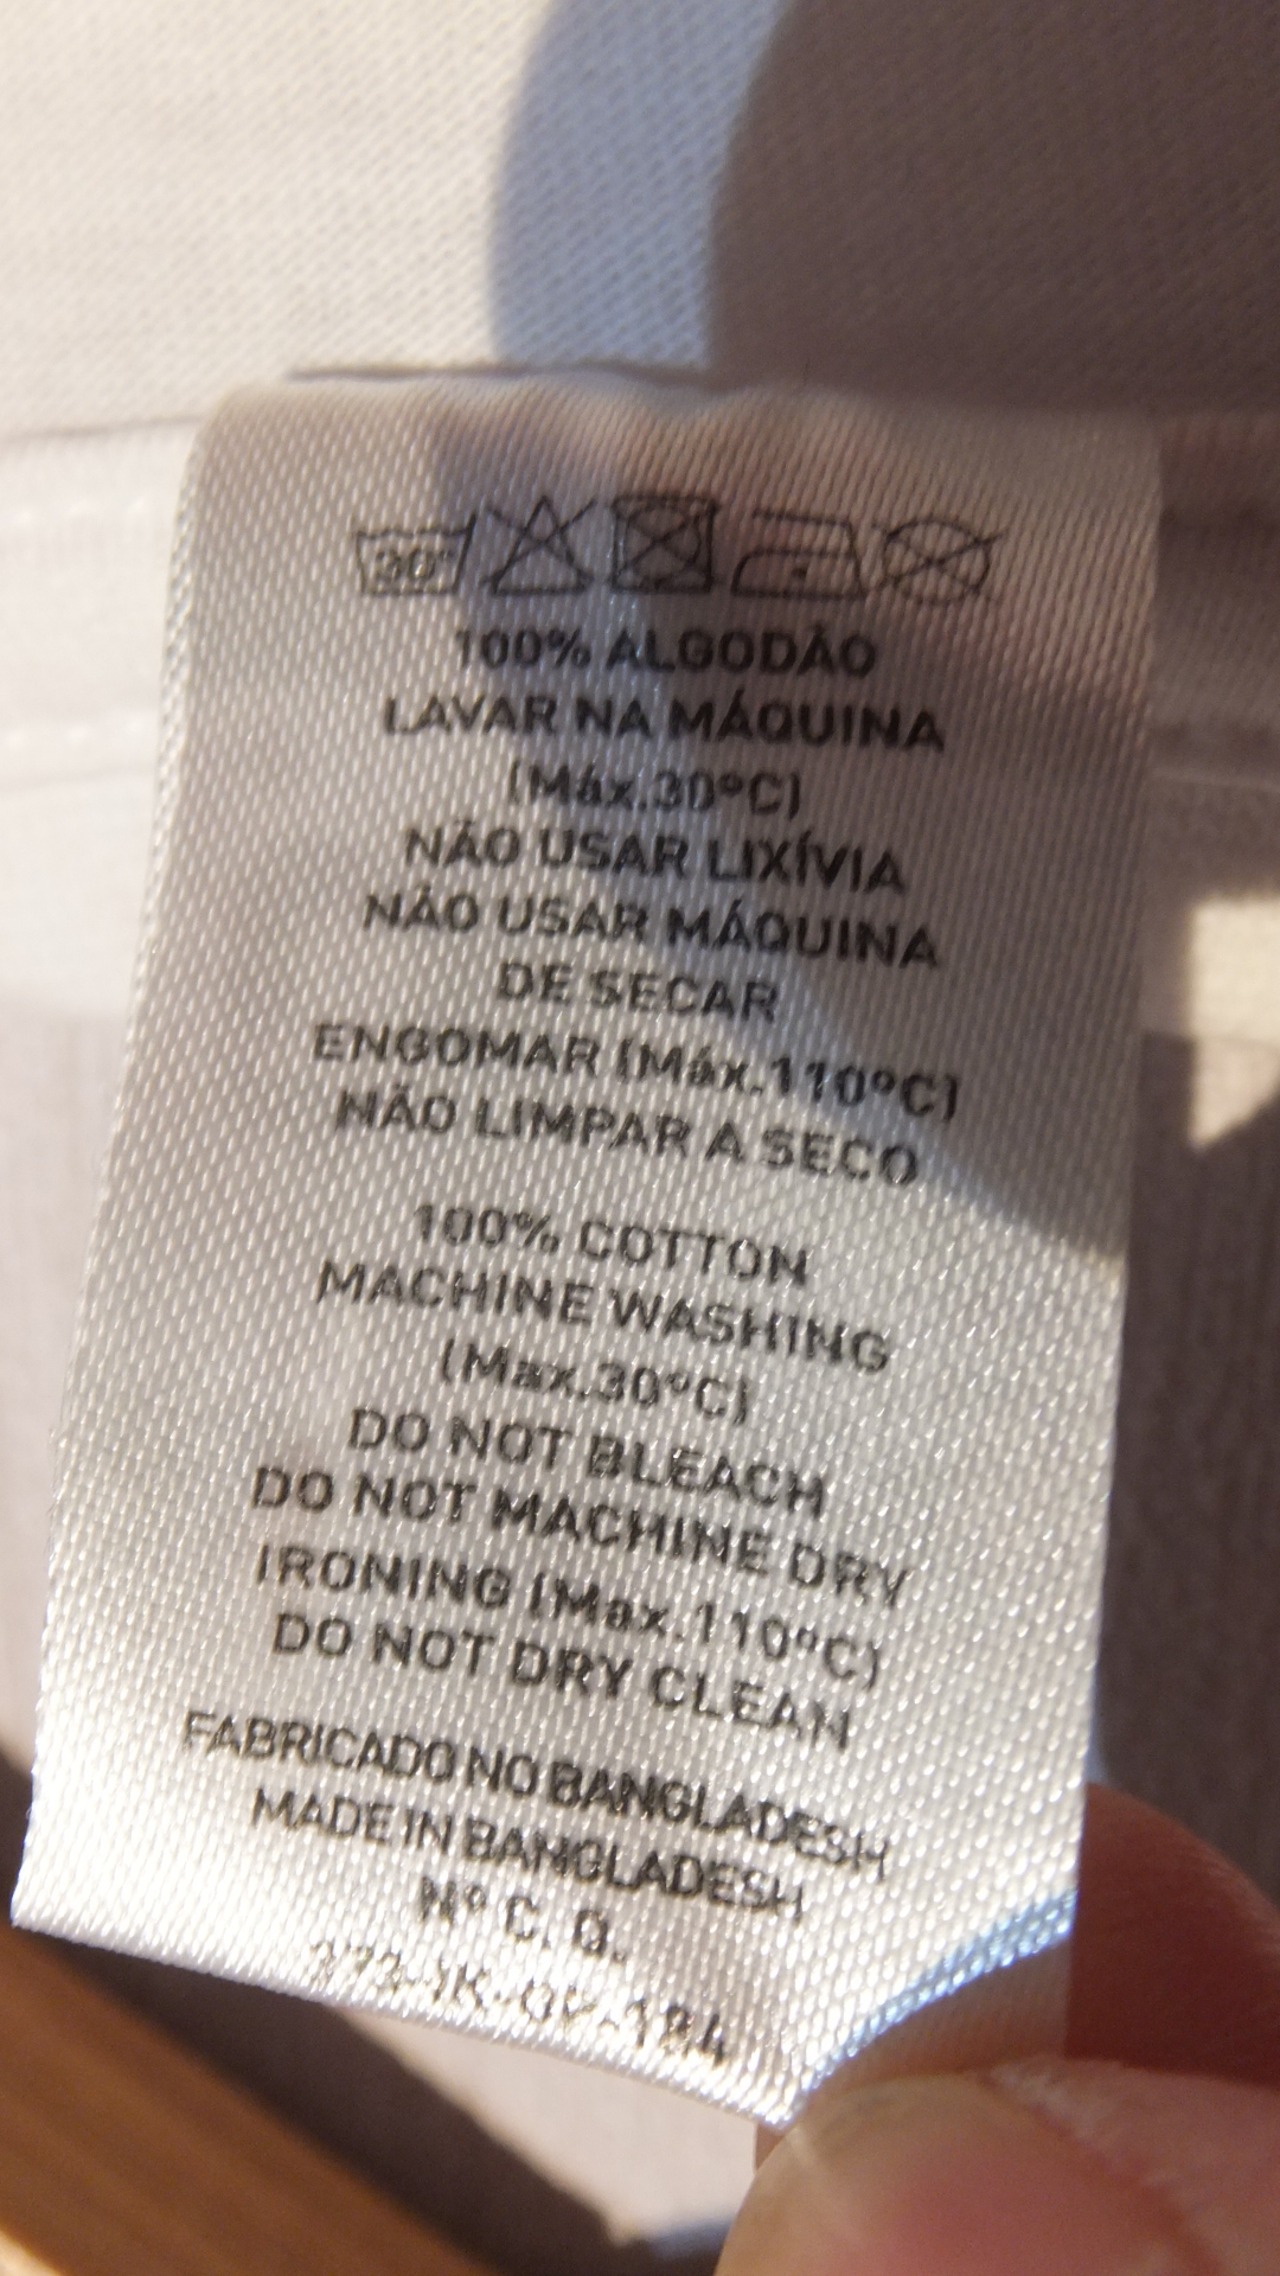 30°
100% ALGODÃO
LAVAR NA MÁQUINA
(Máx.30°C)
NÃO USAR LIXÍVIA
NÃO USAR MÁQUINA
DE SECAR
ENGOMAR (Máx.110°C)
NÃO LIMPAR A SECO
100% COTTON
MACHINE WASHING
(Max.30°C)
DO NOT BLEACH
DO NOT MACHINE DRY
IRONING (Max.110°C)
DO NOT DRY CLEAN
FABRICADO NO BANGLADESH
MADE IN BANGLADESH
Nº C. Q.